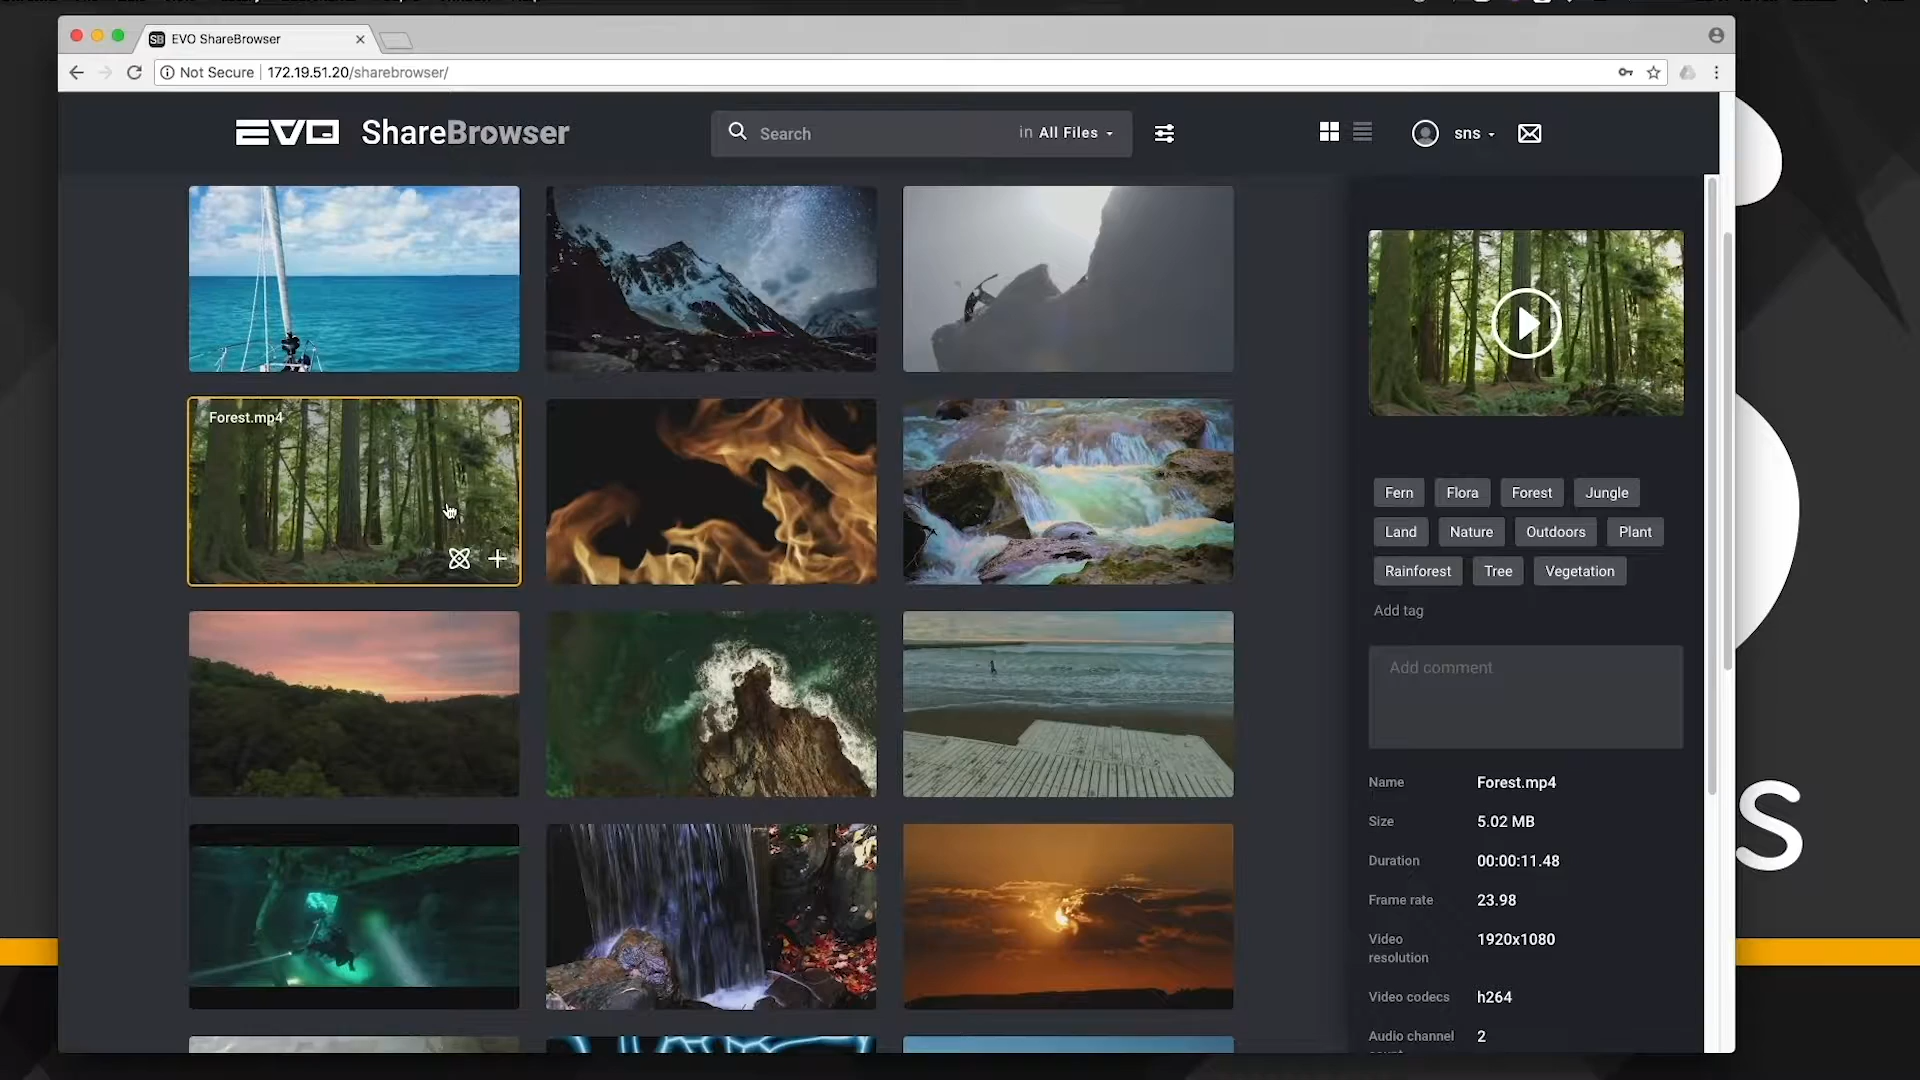 SB EVO ShareBrowser
Not Secure 172.19.51.20/sharebrowser/
EVO ShareBrowser
Search in All Files
sns
Forest.mp4
Fern Flora Forest Jungle
Land Nature Outdoors Plant
Rainforest Tree Vegetation
Add tag
Add comment
Name Forest.mp4
Size 5.02 MB
Duration 00:00:11.48
Frame rate 23.98
Video
resolution 1920x1080
Video codecs h264
Audio channel 2
s